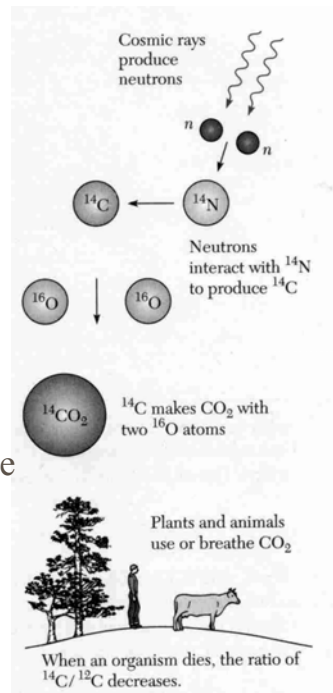 Cosmic rays
produce
neutrons
n
n
¹⁴C
¹⁴N
Neutrons
interact with ¹⁴N
to produce ¹⁴C
¹⁶O
¹⁶O
¹⁴CO₂
¹⁴C makes CO₂ with
two ¹⁶O atoms
e
Plants and animals
use or breathe CO₂
When an organism dies, the ratio of
¹⁴C/ ¹²C decreases.